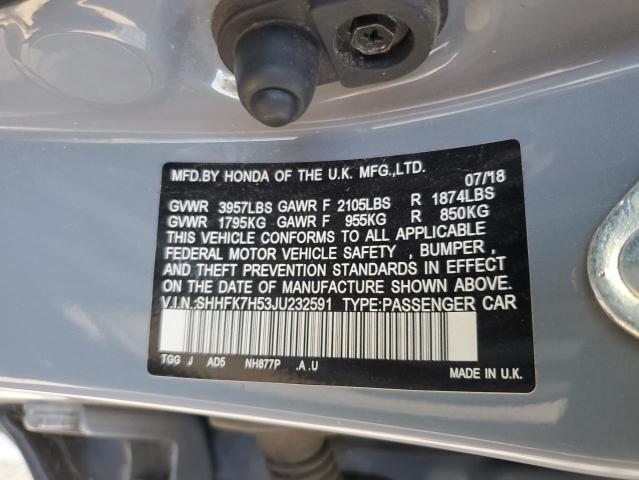 MFD.BY HONDA OF THE U.K. MFG.,LTD. 07/18
GVWR 3957LBS GAWR F 2105LBS R 1874LBS
GVWR 1795KG GAWR F 955KG R 850KG
THIS VEHICLE CONFORMS TO ALL APPLICABLE
FEDERAL MOTOR VEHICLE SAFETY , BUMPER ,
AND THEFT PREVENTION STANDARDS IN EFFECT
ON THE DATE OF MANUFACTURE SHOWN ABOVE.
V.I.N.:SHHFK7H53JU232591 TYPE:PASSENGER CAR
TGG J AD5 NH877P .A .U
MADE IN U.K.